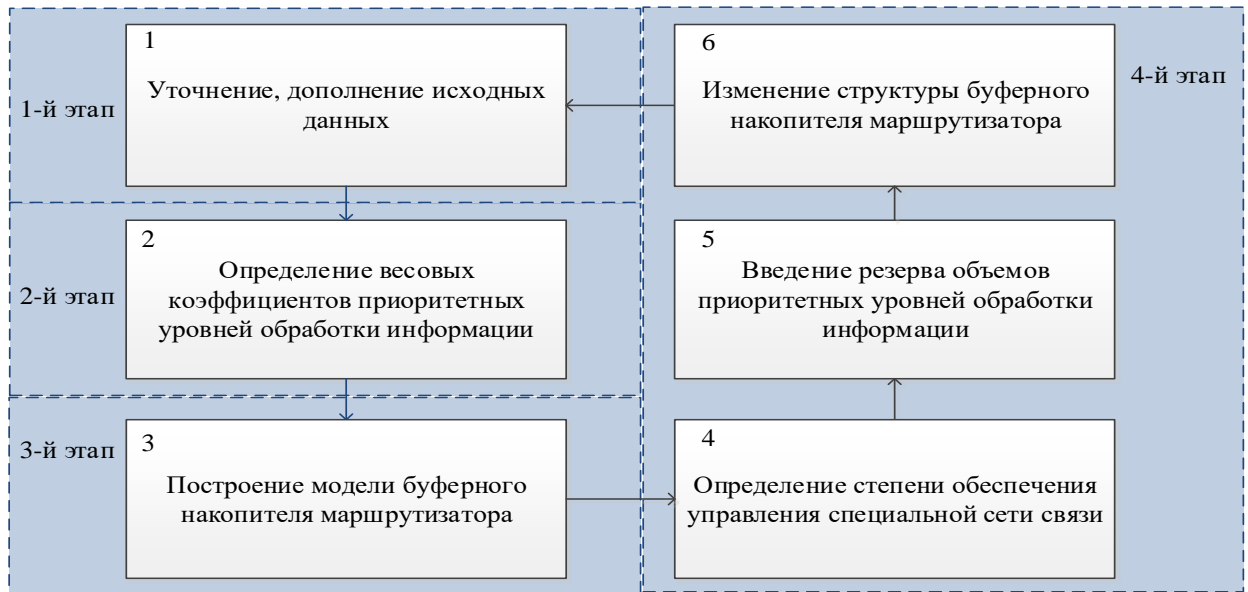 1-й этап
1
Уточнение, дополнение исходных
данных
2-й этап
2
Определение весовых
коэффициентов приоритетных
уровней обработки информации
3-й этап
3
Построение модели буферного
накопителя маршрутизатора
4-й этап
4
Определение степени обеспечения
управления специальной сети связи
5
Введение резерва объемов
приоритетных уровней обработки
информации
6
Изменение структуры буферного
накопителя маршрутизатора